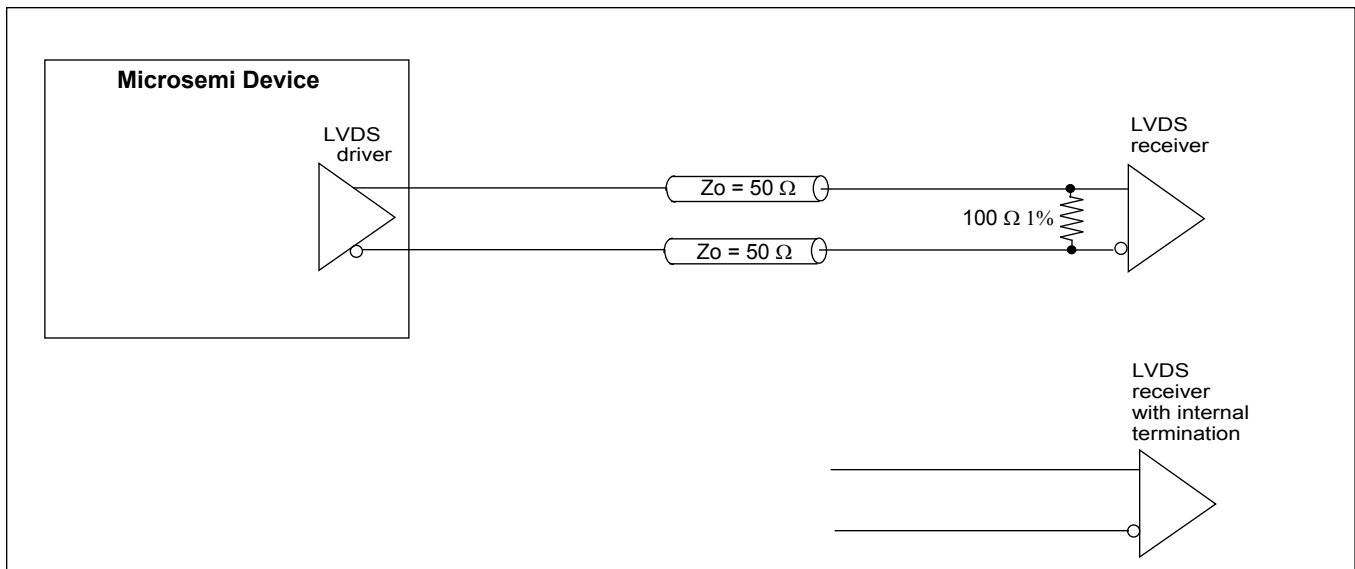 Microsemi Device
LVDS
driver
LVDS
receiver
Zo = 50 Ω
100 Ω 1%
Zo = 50 Ω
LVDS
receiver
with internal
termination